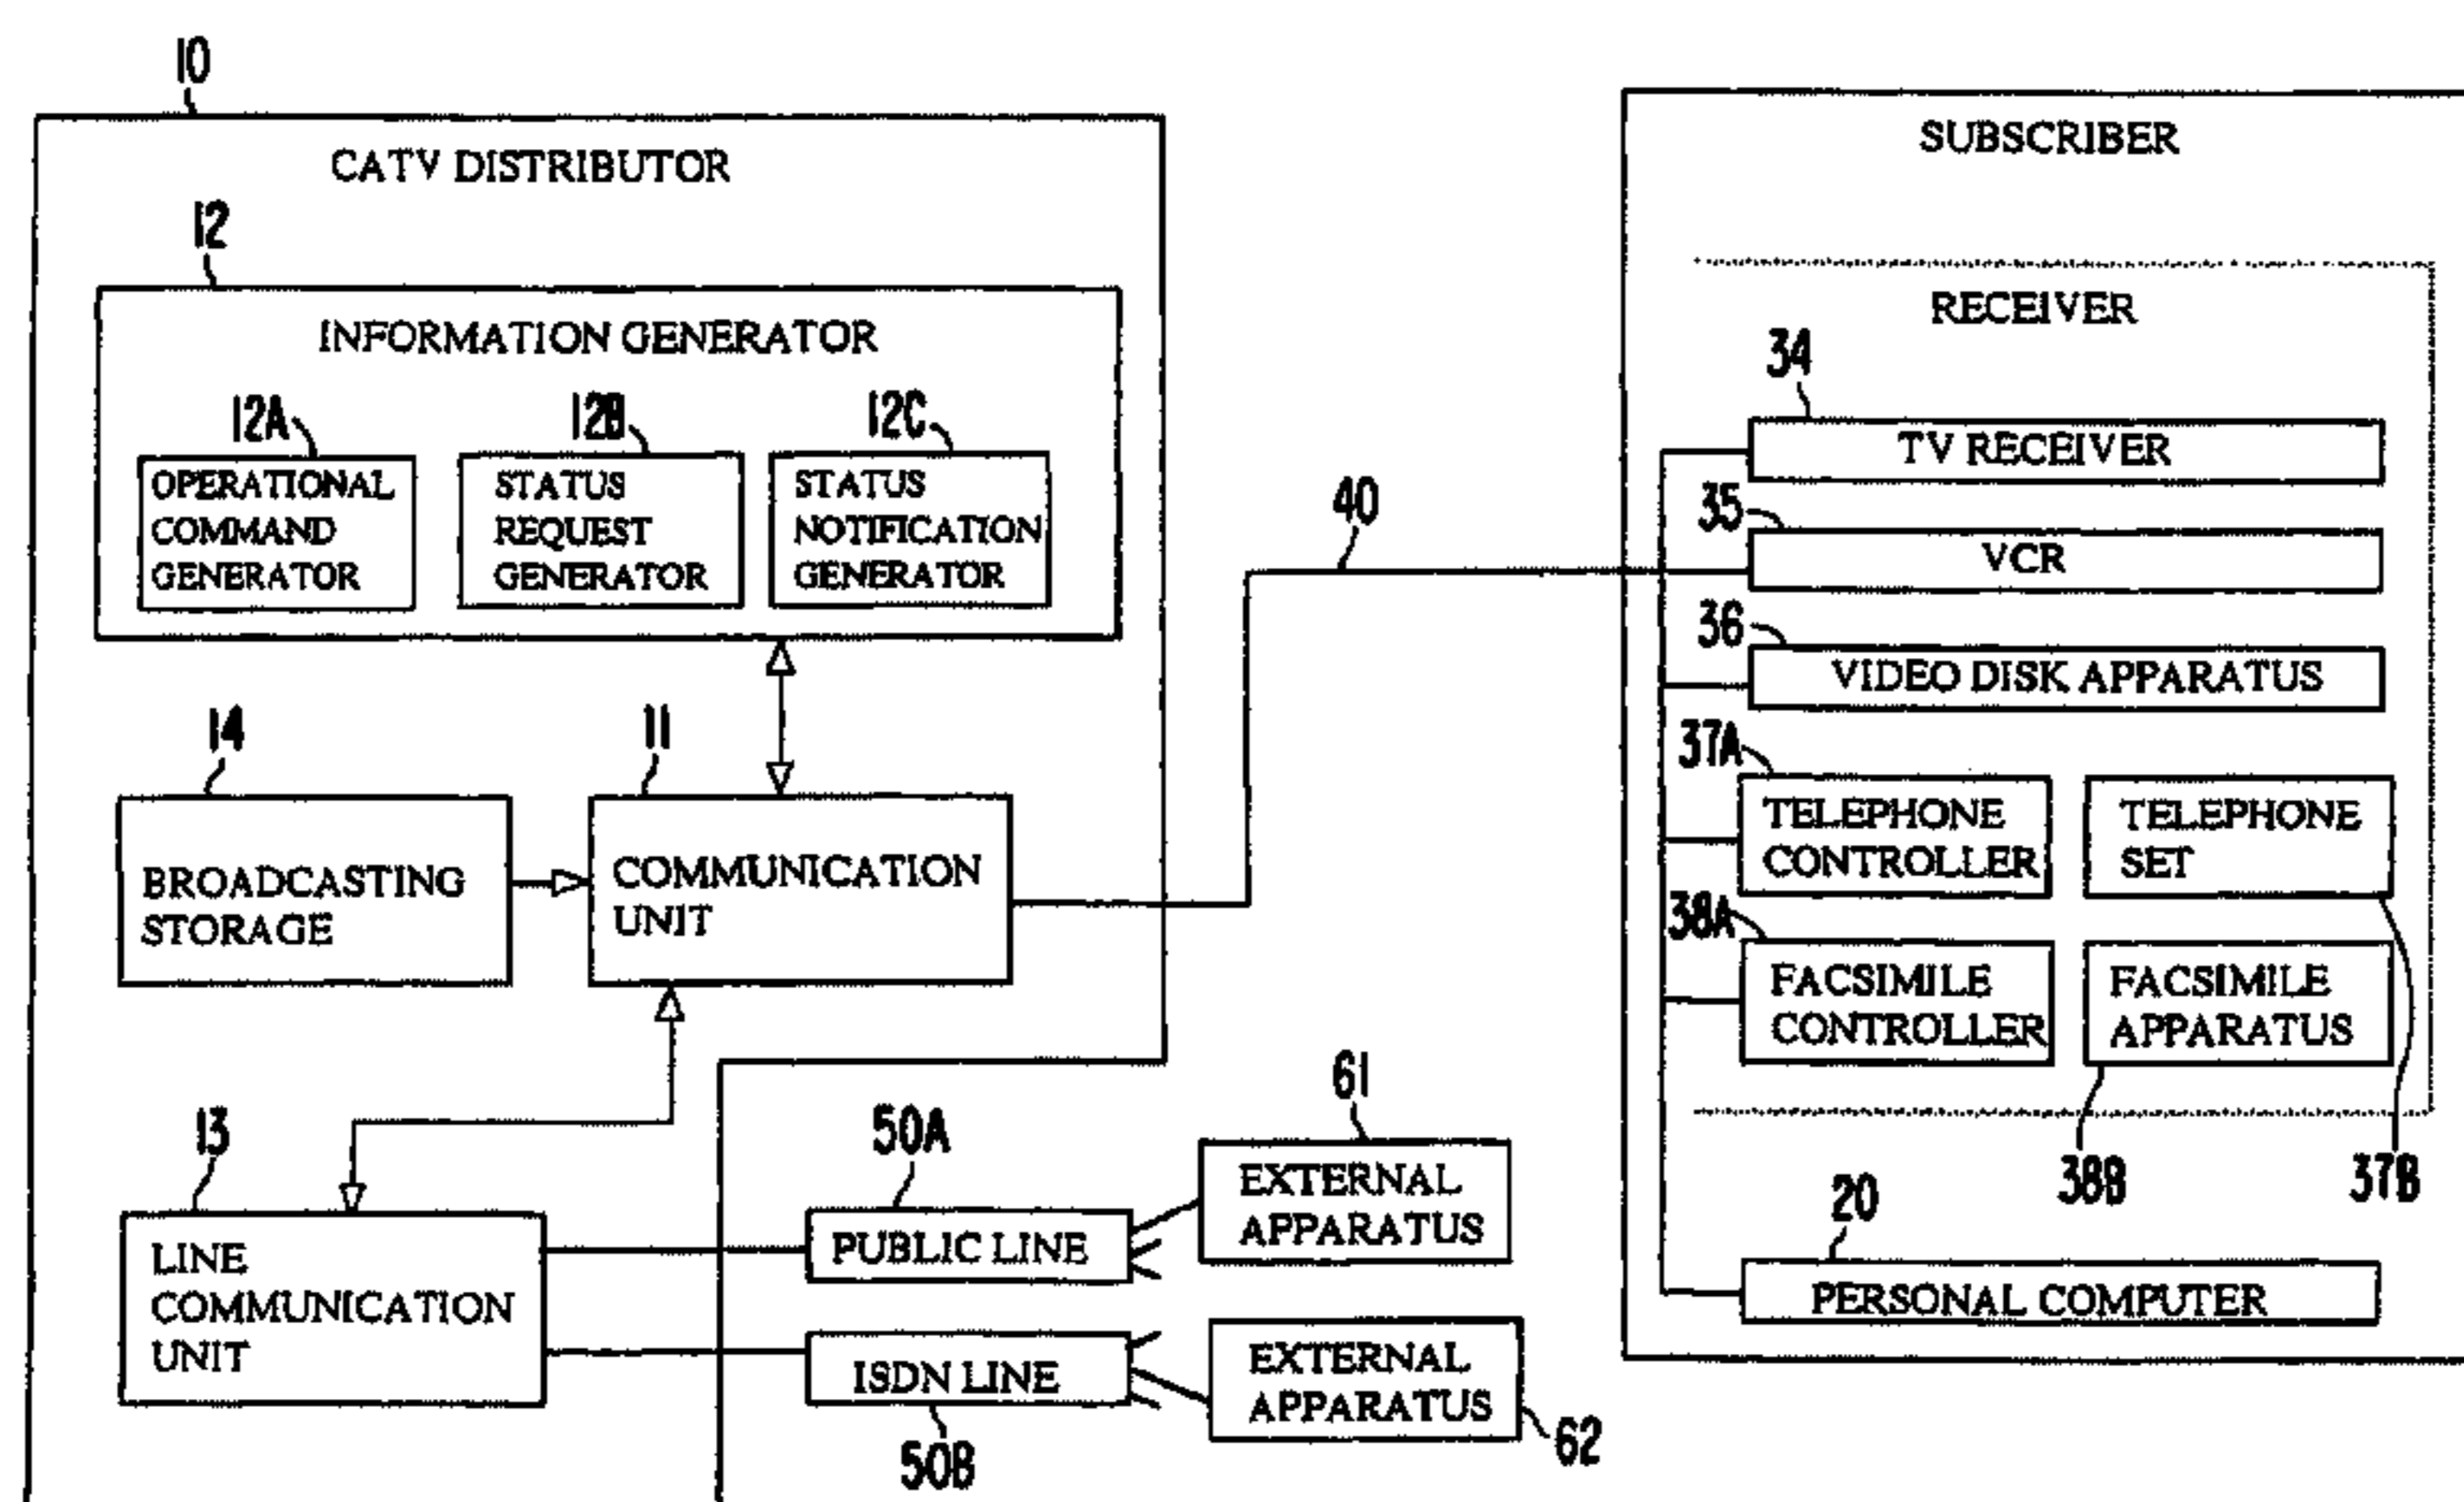 10
CATV DISTRIBUTOR
12
INFORMATION GENERATOR
12A
OPERATIONAL
COMMAND
GENERATOR
12B
STATUS
REQUEST
GENERATOR
12C
STATUS
NOTIFICATION
GENERATOR
14
BROADCASTING
STORAGE
11
COMMUNICATION
UNIT
13
LINE
COMMUNICATION
UNIT
40
50A
PUBLIC LINE
ISDN LINE
50B
61
EXTERNAL
APPARATUS
EXTERNAL
APPARATUS
62
SUBSCRIBER
RECEIVER
34
TV RECEIVER
35
VCR
36
VIDEO DISK APPARATUS
37A
TELEPHONE
CONTROLLER
TELEPHONE
SET
38A
FACSIMILE
CONTROLLER
FACSIMILE
APPARATUS
38B
37B
20
PERSONAL COMPUTER